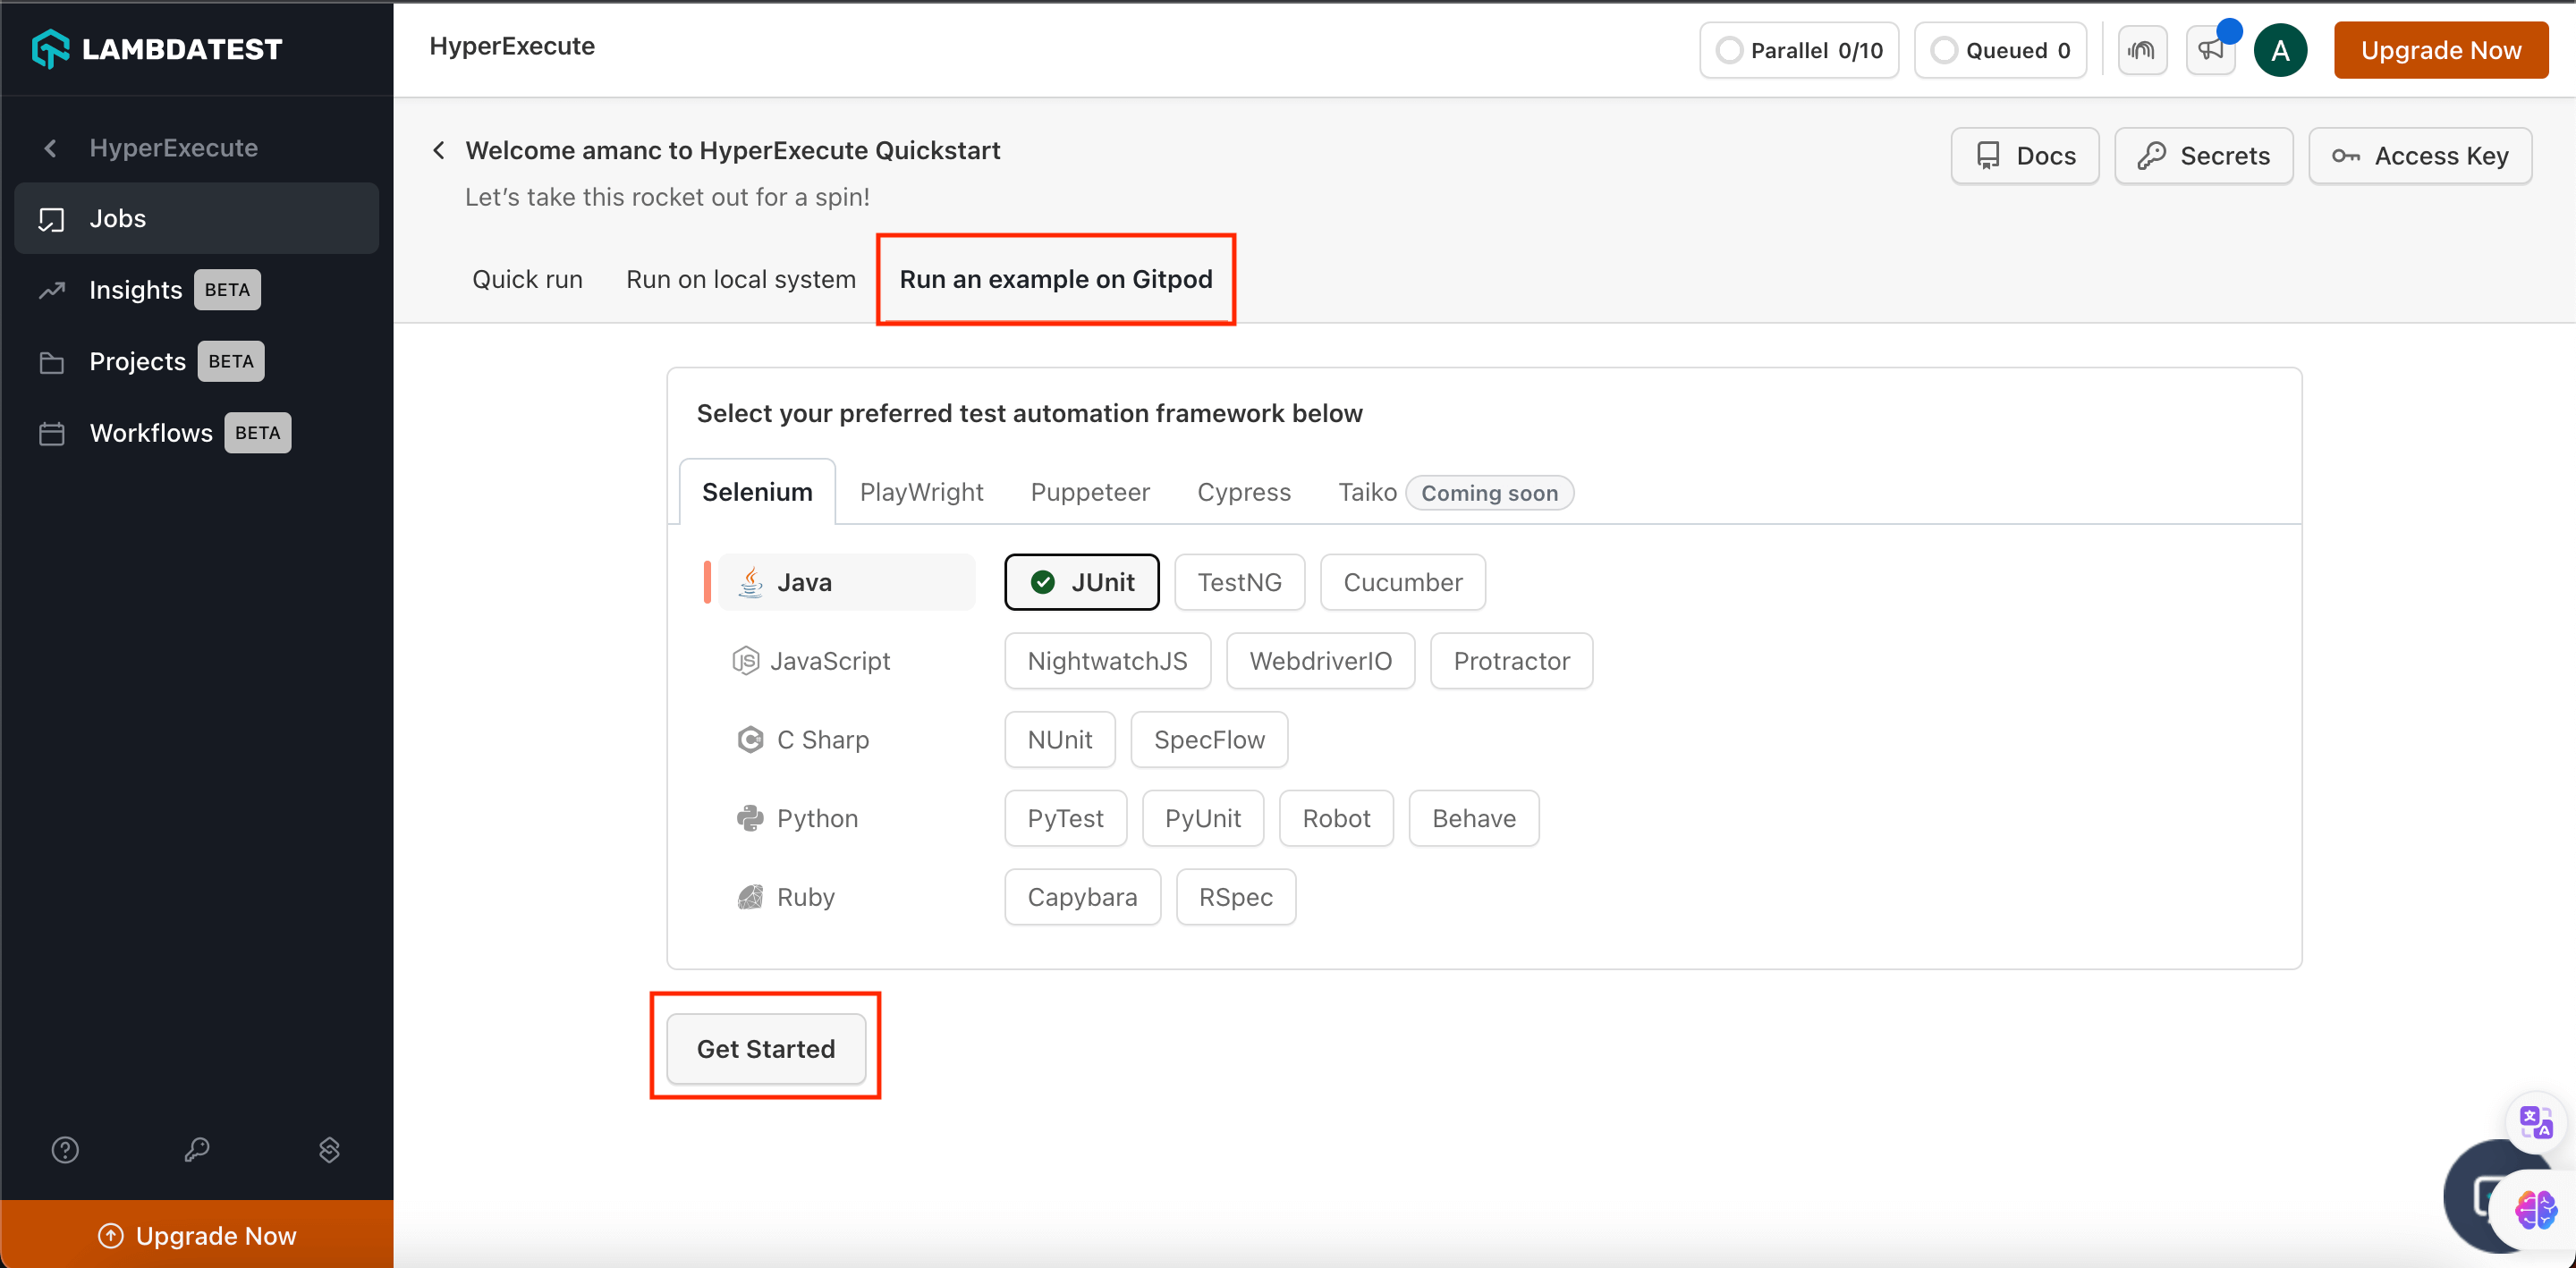 LAMBDATEST
HyperExecute
Parallel 0/10
Queued 0
A
Upgrade Now
HyperExecute
Jobs
Insights BETA
Projects BETA
Workflows BETA
Welcome amanc to HyperExecute Quickstart
Let’s take this rocket out for a spin!
Docs
Secrets
Access Key
Quick run
Run on local system
Run an example on Gitpod
Select your preferred test automation framework below
Selenium
PlayWright
Puppeteer
Cypress
Taiko Coming soon
Java
JUnit
TestNG
Cucumber
JS JavaScript
NightwatchJS
WebdriverIO
Protractor
C Sharp
NUnit
SpecFlow
Python
PyTest
PyUnit
Robot
Behave
Ruby
Capybara
RSpec
Get Started
Upgrade Now